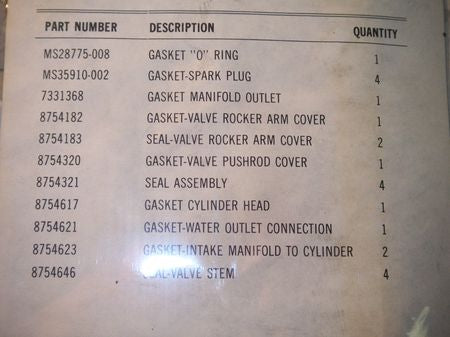 PART NUMBER DESCRIPTION QUANTITY
MS28775-008 GASKET "O" RING 1
MS35910-002 GASKET-SPARK PLUG 4
7331368 GASKET MANIFOLD OUTLET 1
8754182 GASKET-VALVE ROCKER ARM COVER 1
8754183 SEAL-VALVE ROCKER ARM COVER 2
8754320 GASKET-VALVE PUSHROD COVER 1
8754321 SEAL ASSEMBLY 4
8754617 GASKET CYLINDER HEAD 1
8754621 GASKET-WATER OUTLET CONNECTION 1
8754623 GASKET-INTAKE MANIFOLD TO CYLINDER 2
8754646 SEAL-VALVE STEM 4